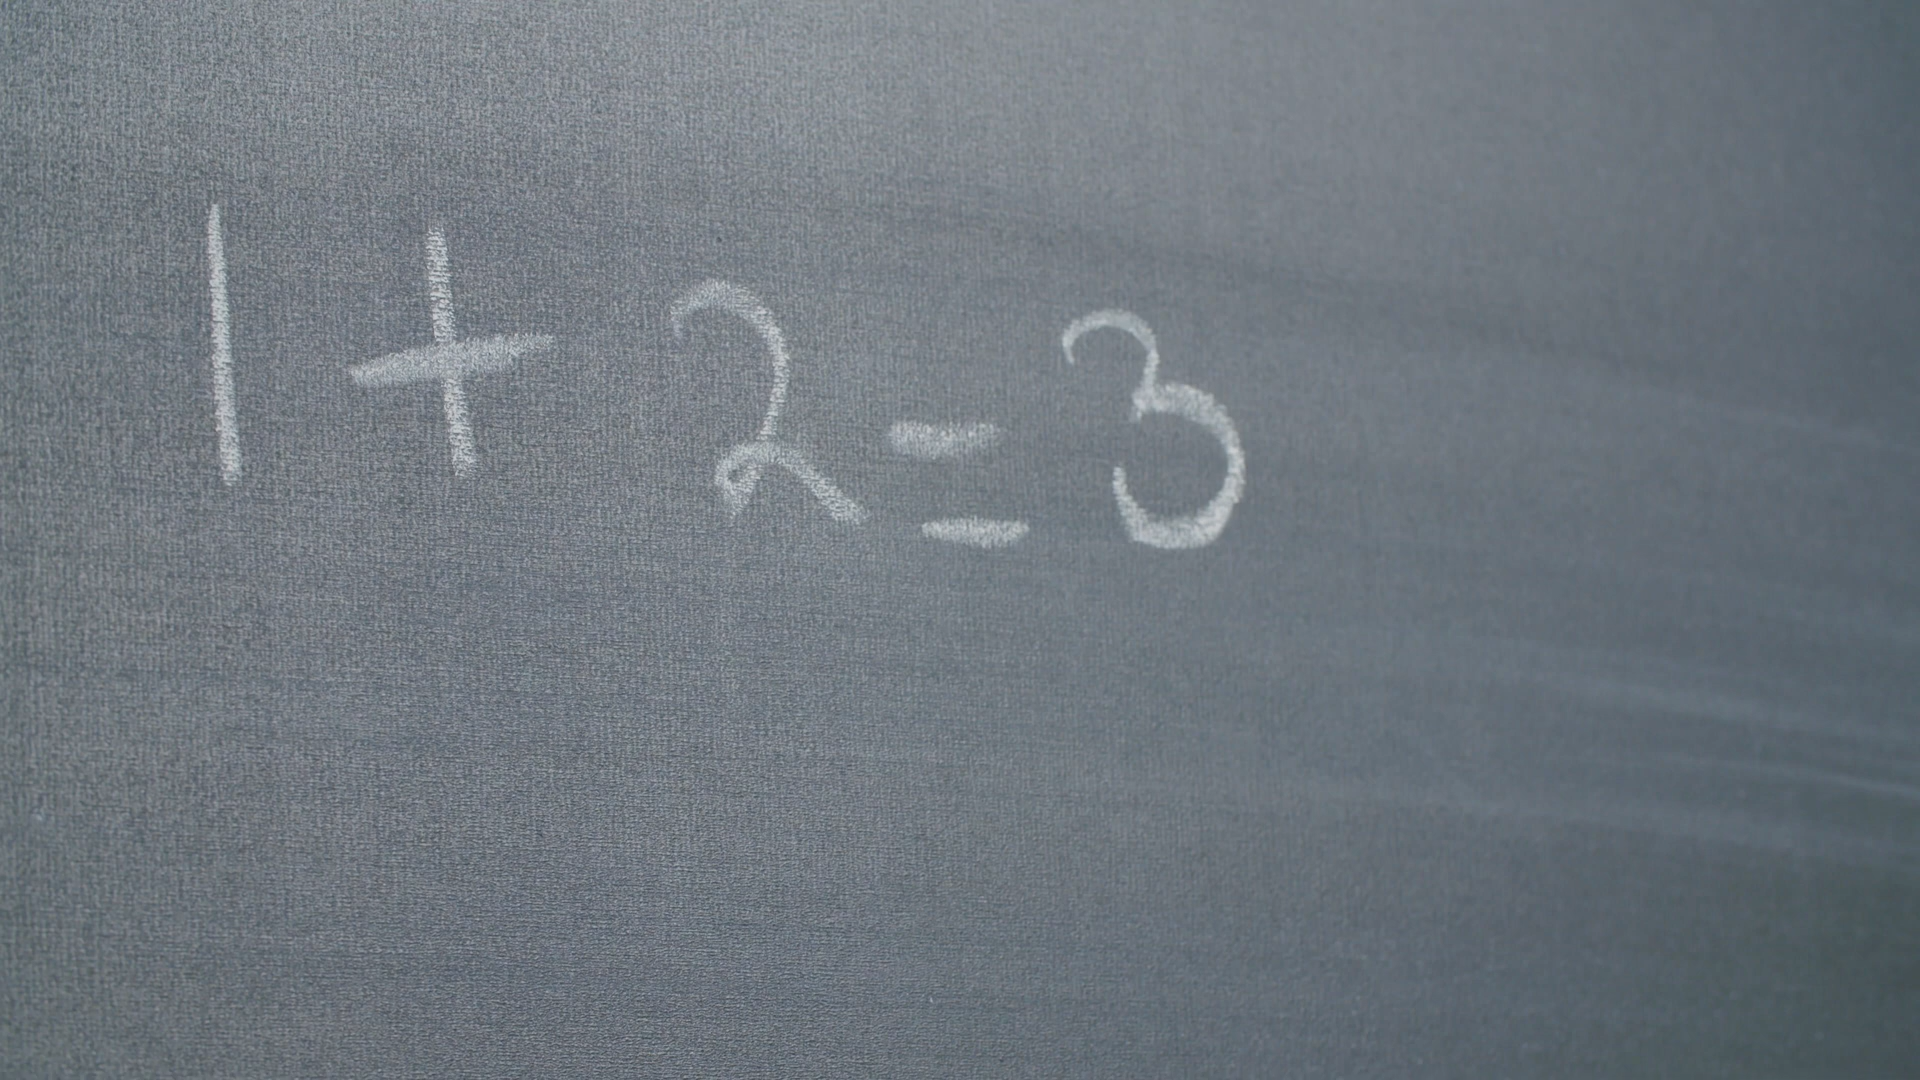 1 + 2 = 3